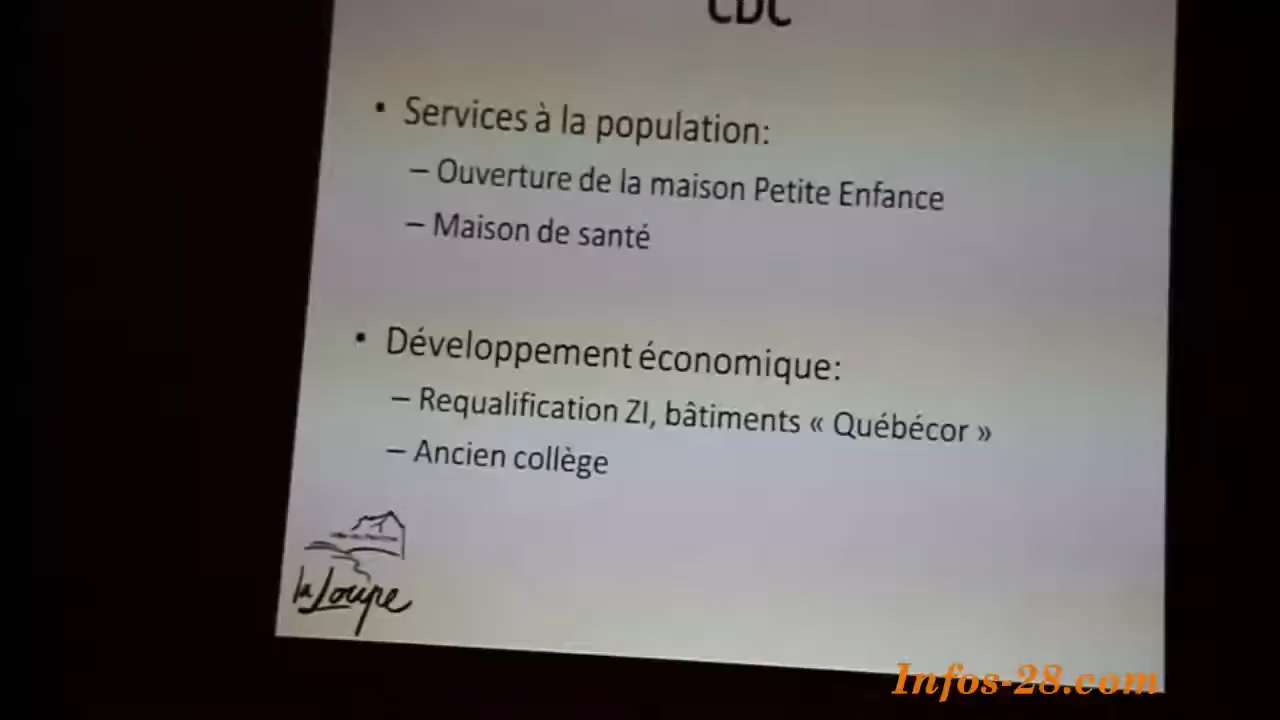 CDC
• Services à la population:
– Ouverture de la maison Petite Enfance
– Maison de santé
• Développement économique:
– Requalification ZI, bâtiments « Québécor »
– Ancien collège
la Loupe
Infos-28.com